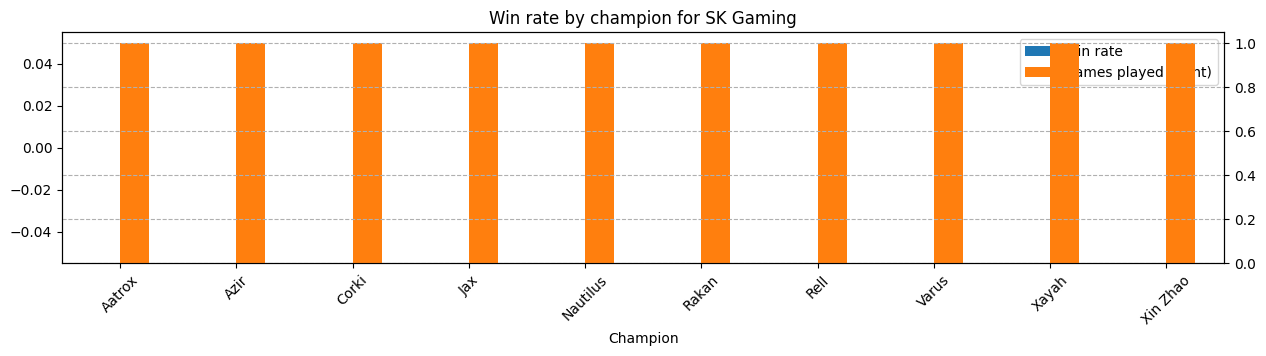 Win rate by champion for SK Gaming
0.04
0.02
0.00
−0.02
−0.04
rate
played
1.0
0.8
0.6
0.4
0.2
0.0
Aatrox
Azir
Corki
Jax
Nautilus
Rakan
Rell
Varus
Xayah
Xin Zhao
Champion